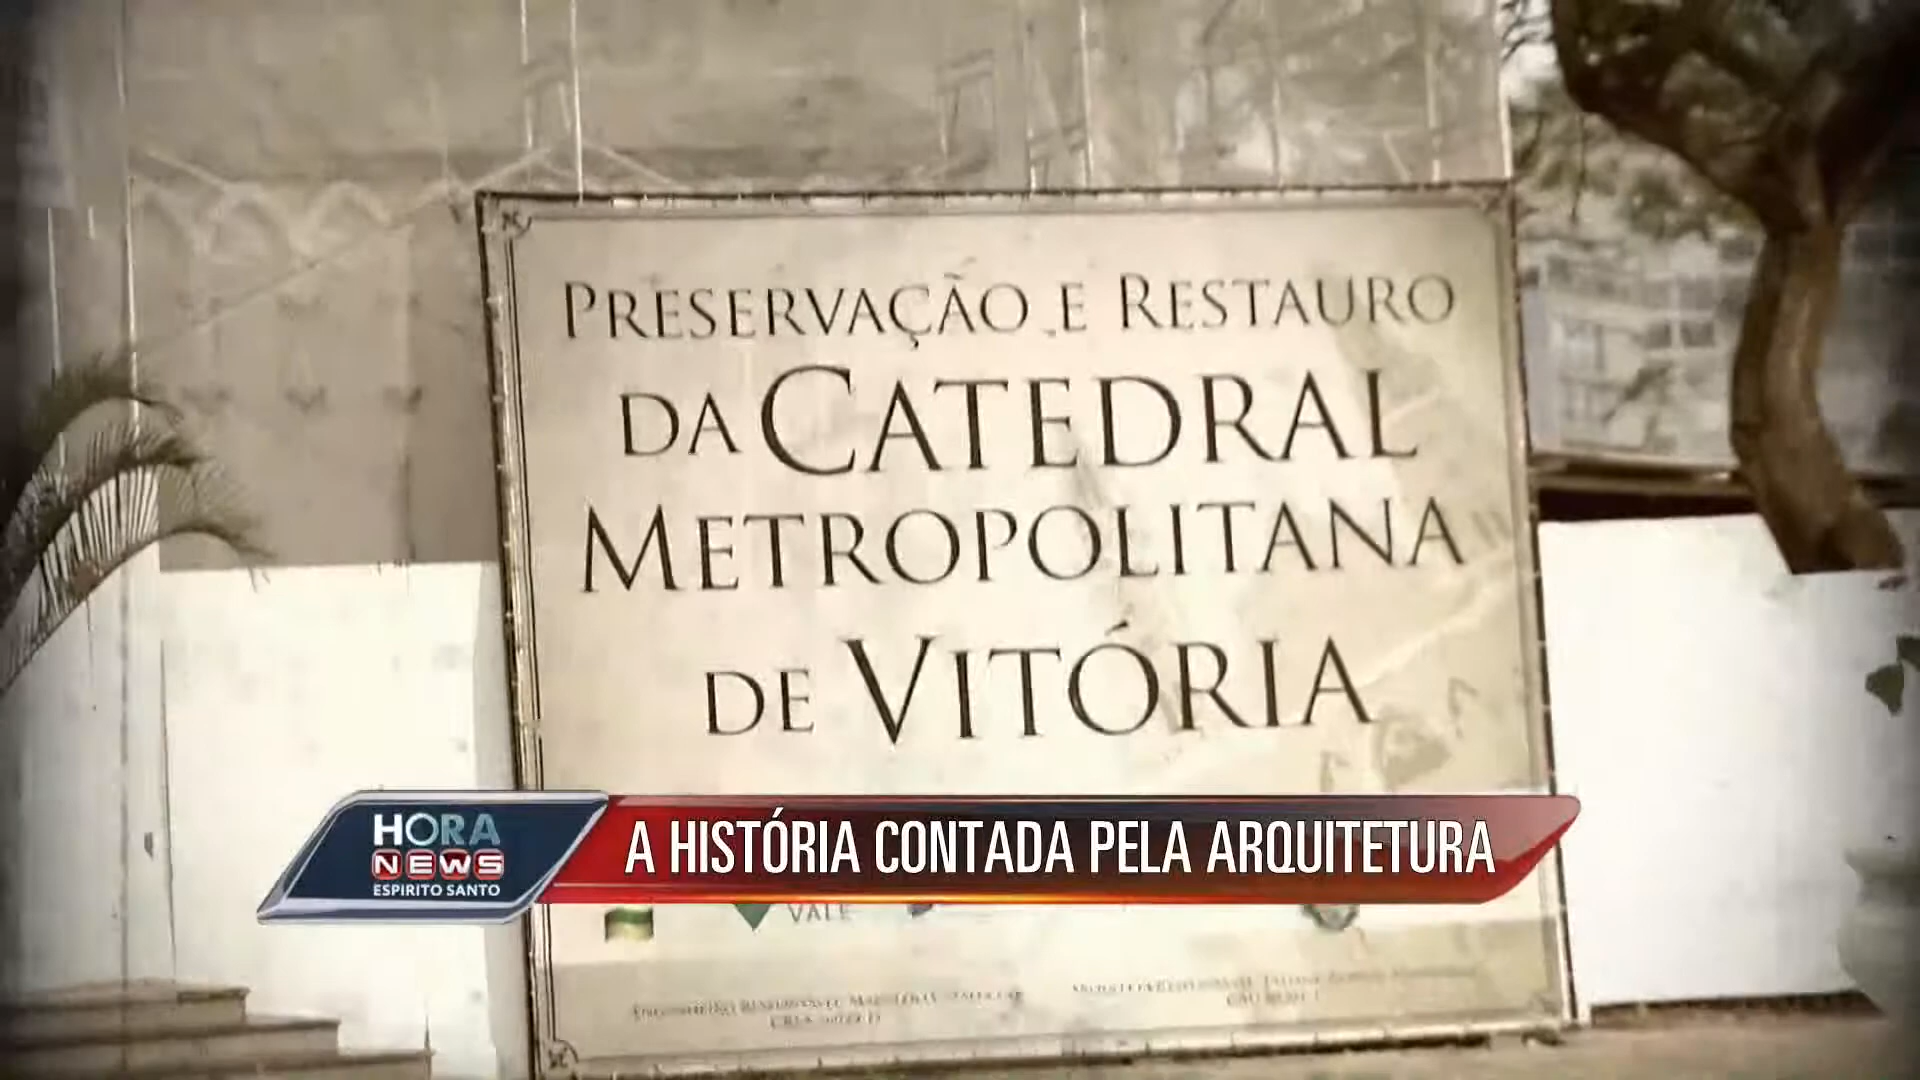 PRESERVAÇÃO E RESTAURO
DA CATEDRAL
METROPOLITANA
DE VITÓRIA
HORA
NEWS
ESPIRITO SANTO
A HISTÓRIA CONTADA PELA ARQUITETURA
VALE